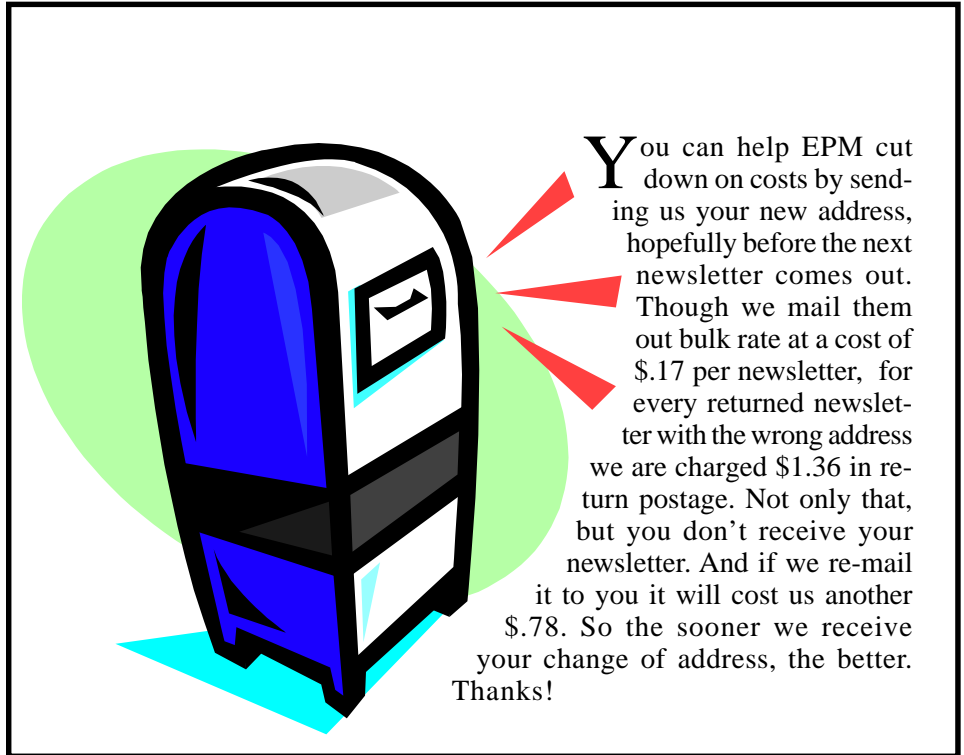 You can help EPM cut
down on costs by send-
ing us your new address,
hopefully before the next
newsletter comes out.
Though we mail them
out bulk rate at a cost of
$.17 per newsletter, for
every returned newslet-
ter with the wrong address
we are charged $1.36 in re-
turn postage. Not only that,
but you don’t receive your
newsletter. And if we re-mail
it to you it will cost us another
$.78. So the sooner we receive
your change of address, the better.
Thanks!